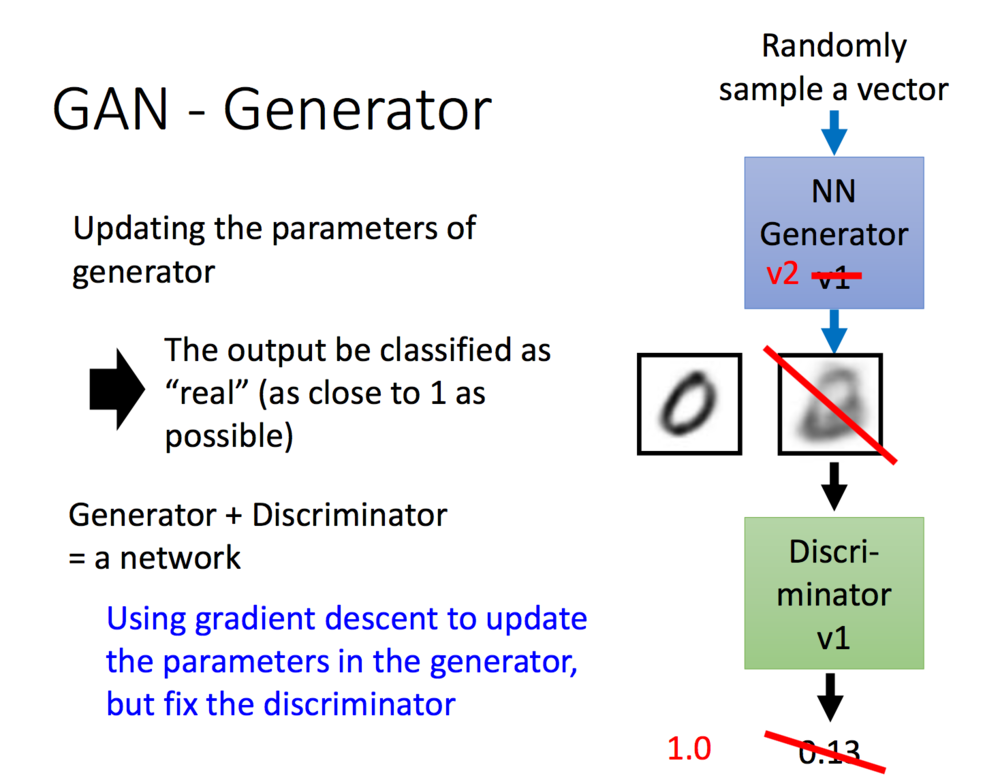 GAN - Generator
Updating the parameters of
generator
The output be classified as
“real” (as close to 1 as
possible)
Generator + Discriminator
= a network
Using gradient descent to update
the parameters in the generator,
but fix the discriminator
Randomly
sample a vector
NN
Generator
v2 v1
Discri-
minator
v1
1.0 0.13